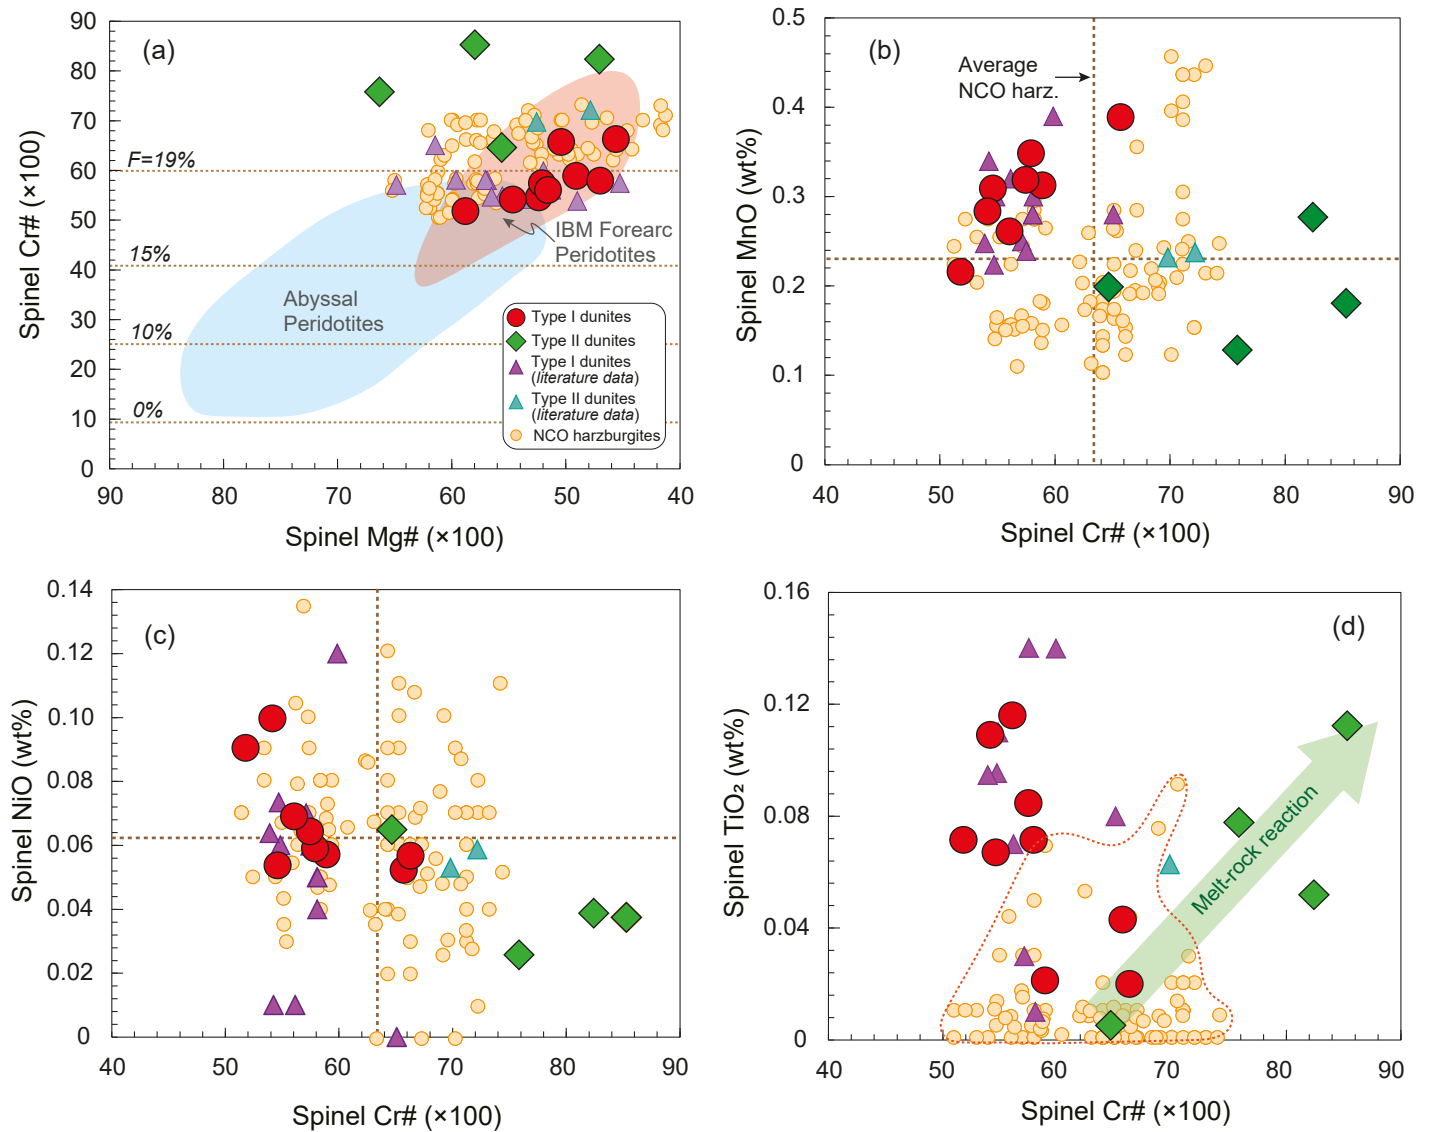 (a)
90
80
70
60
50
40
30
20
10
0
Spinel Cr# (×100)
F=19%
15%
10%
0%
IBM Forearc
Peridotites
Abyssal
Peridotites
Type I dunites
Type II dunites
Type I dunites
(literature data)
Type II dunites
(literature data)
NCO harzburgites
90
80
70
60
50
40
Spinel Mg# (×100)
(b)
0.5
0.4
0.3
0.2
0.1
0
Spinel MnO (wt%)
Average
NCO harz.
40
50
60
70
80
90
Spinel Cr# (×100)
(c)
0.14
0.12
0.10
0.08
0.06
0.04
0.02
0
Spinel NiO (wt%)
40
50
60
70
80
90
Spinel Cr# (×100)
(d)
0.16
0.12
0.08
0.04
0
Spinel TiO₂ (wt%)
Melt-rock reaction
40
50
60
70
80
90
Spinel Cr# (×100)